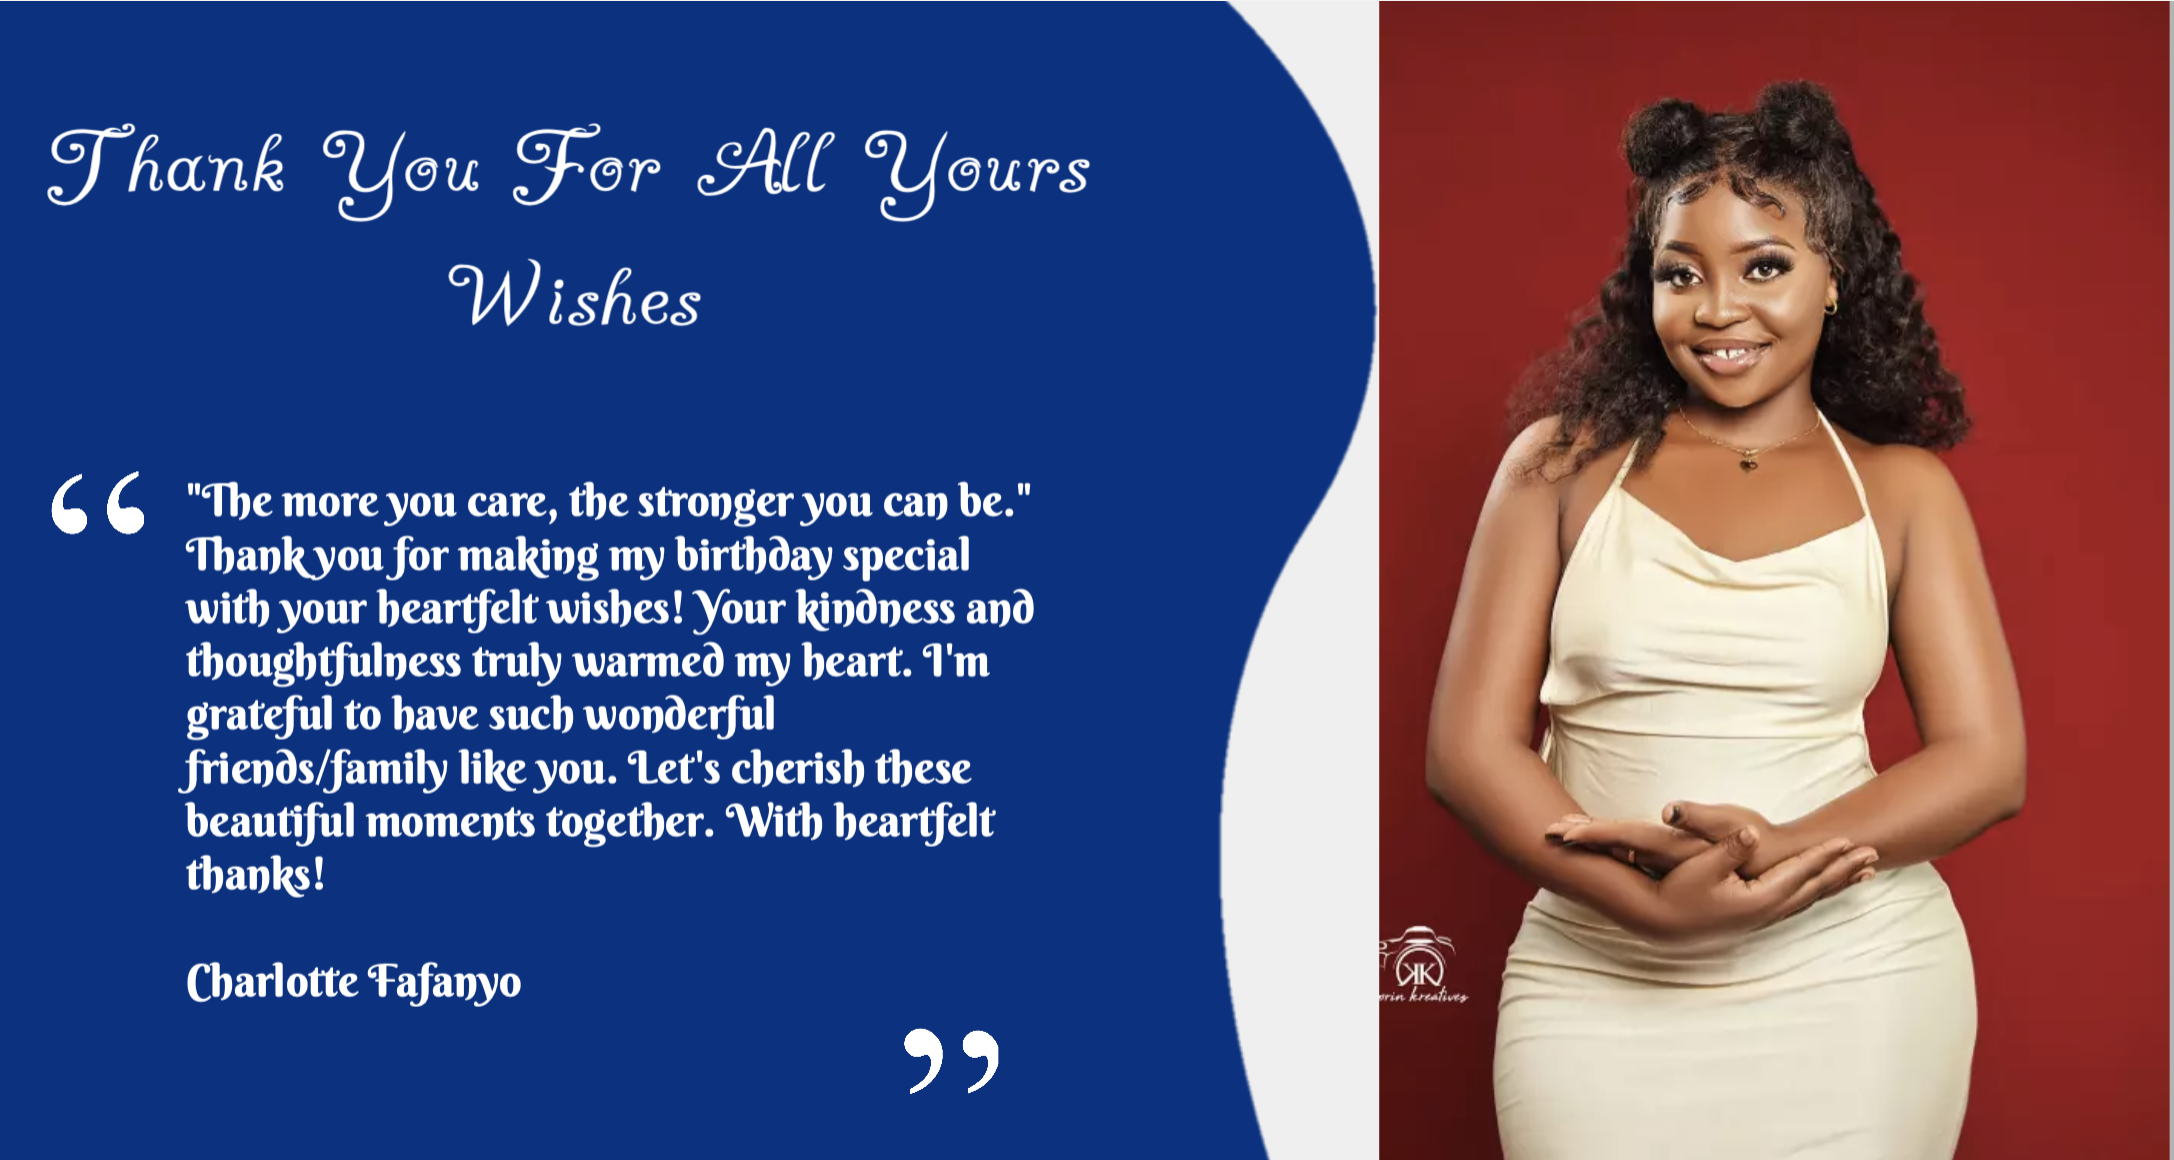 Thank You For All Yours
Wishes
"The more you care, the stronger you can be."
Thank you for making my birthday special
with your heartfelt wishes! Your kindness and
thoughtfulness truly warmed my heart. I'm
grateful to have such wonderful
friends/family like you. Let's cherish these
beautiful moments together. With heartfelt
thanks!
Charlotte Fafanyo
KK
kreatives